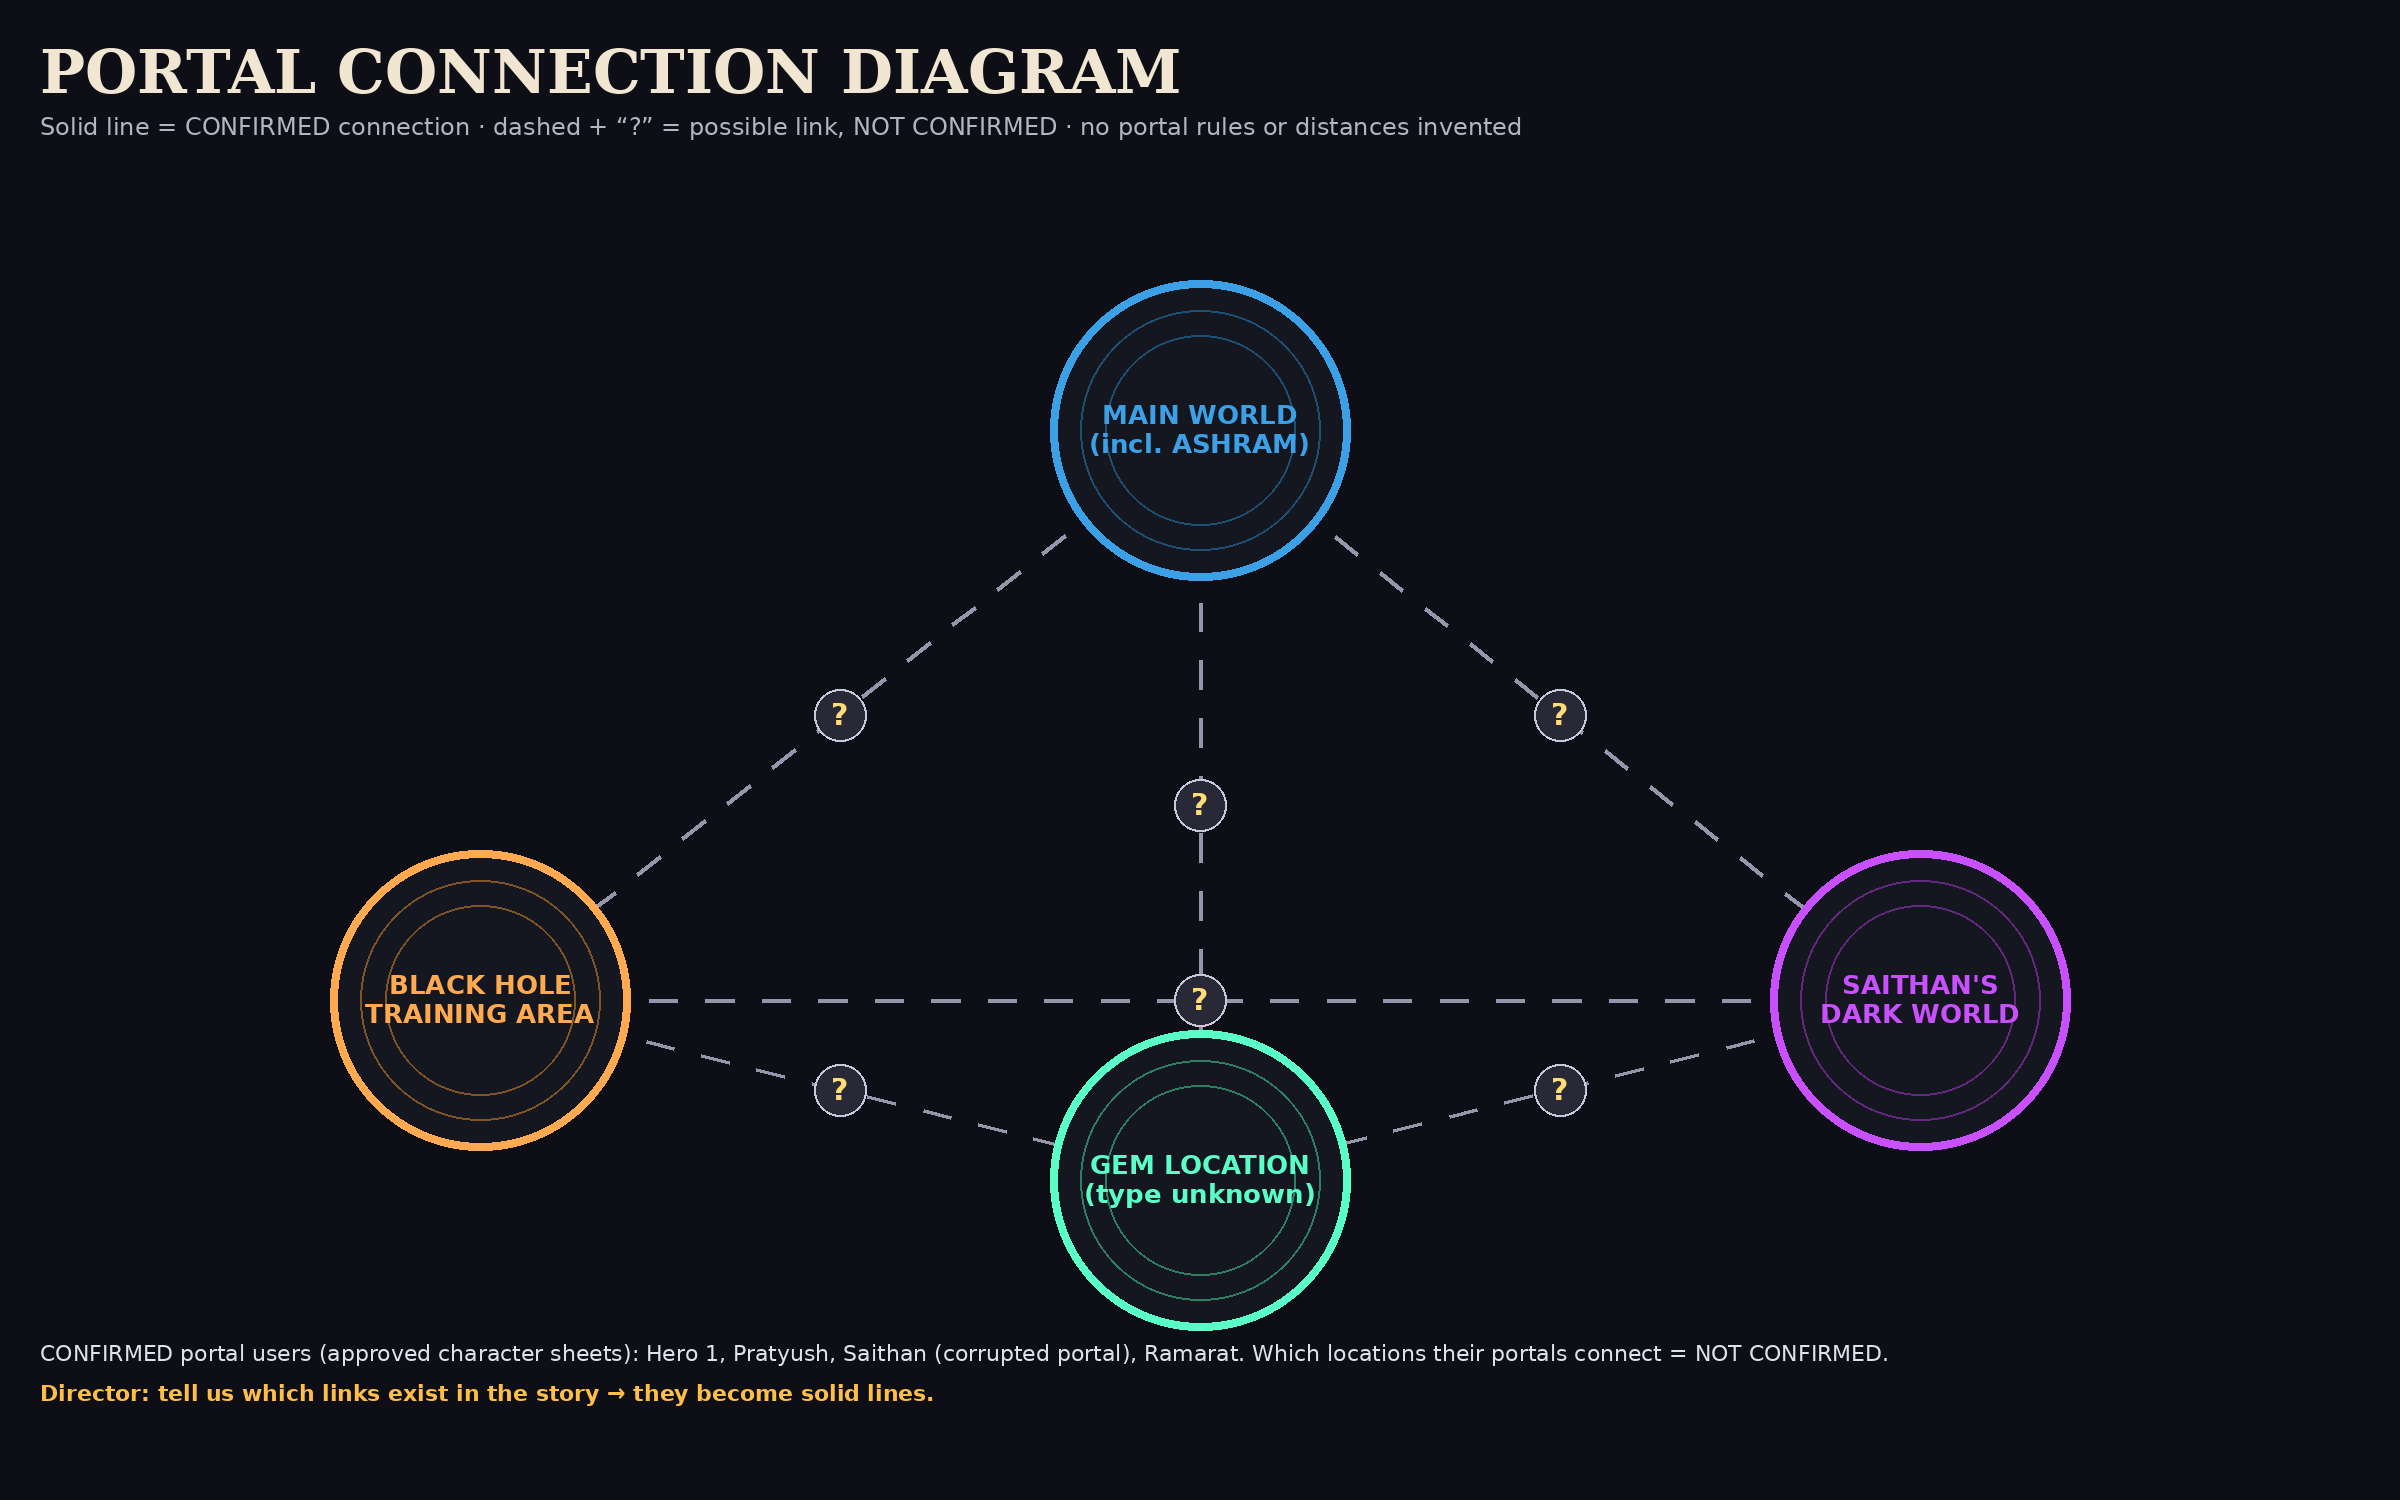 PORTAL CONNECTION DIAGRAM
Solid line = CONFIRMED connection · dashed + “?” = possible link, NOT CONFIRMED · no portal rules or distances invented
MAIN WORLD
(incl. ASHRAM)
?
?
?
BLACK HOLE
TRAINING AREA
?
SAITHAN'S
DARK WORLD
?
?
GEM LOCATION
(type unknown)
CONFIRMED portal users (approved character sheets): Hero 1, Pratyush, Saithan (corrupted portal), Ramarat. Which locations their portals connect = NOT CONFIRMED.
Director: tell us which links exist in the story → they become solid lines.